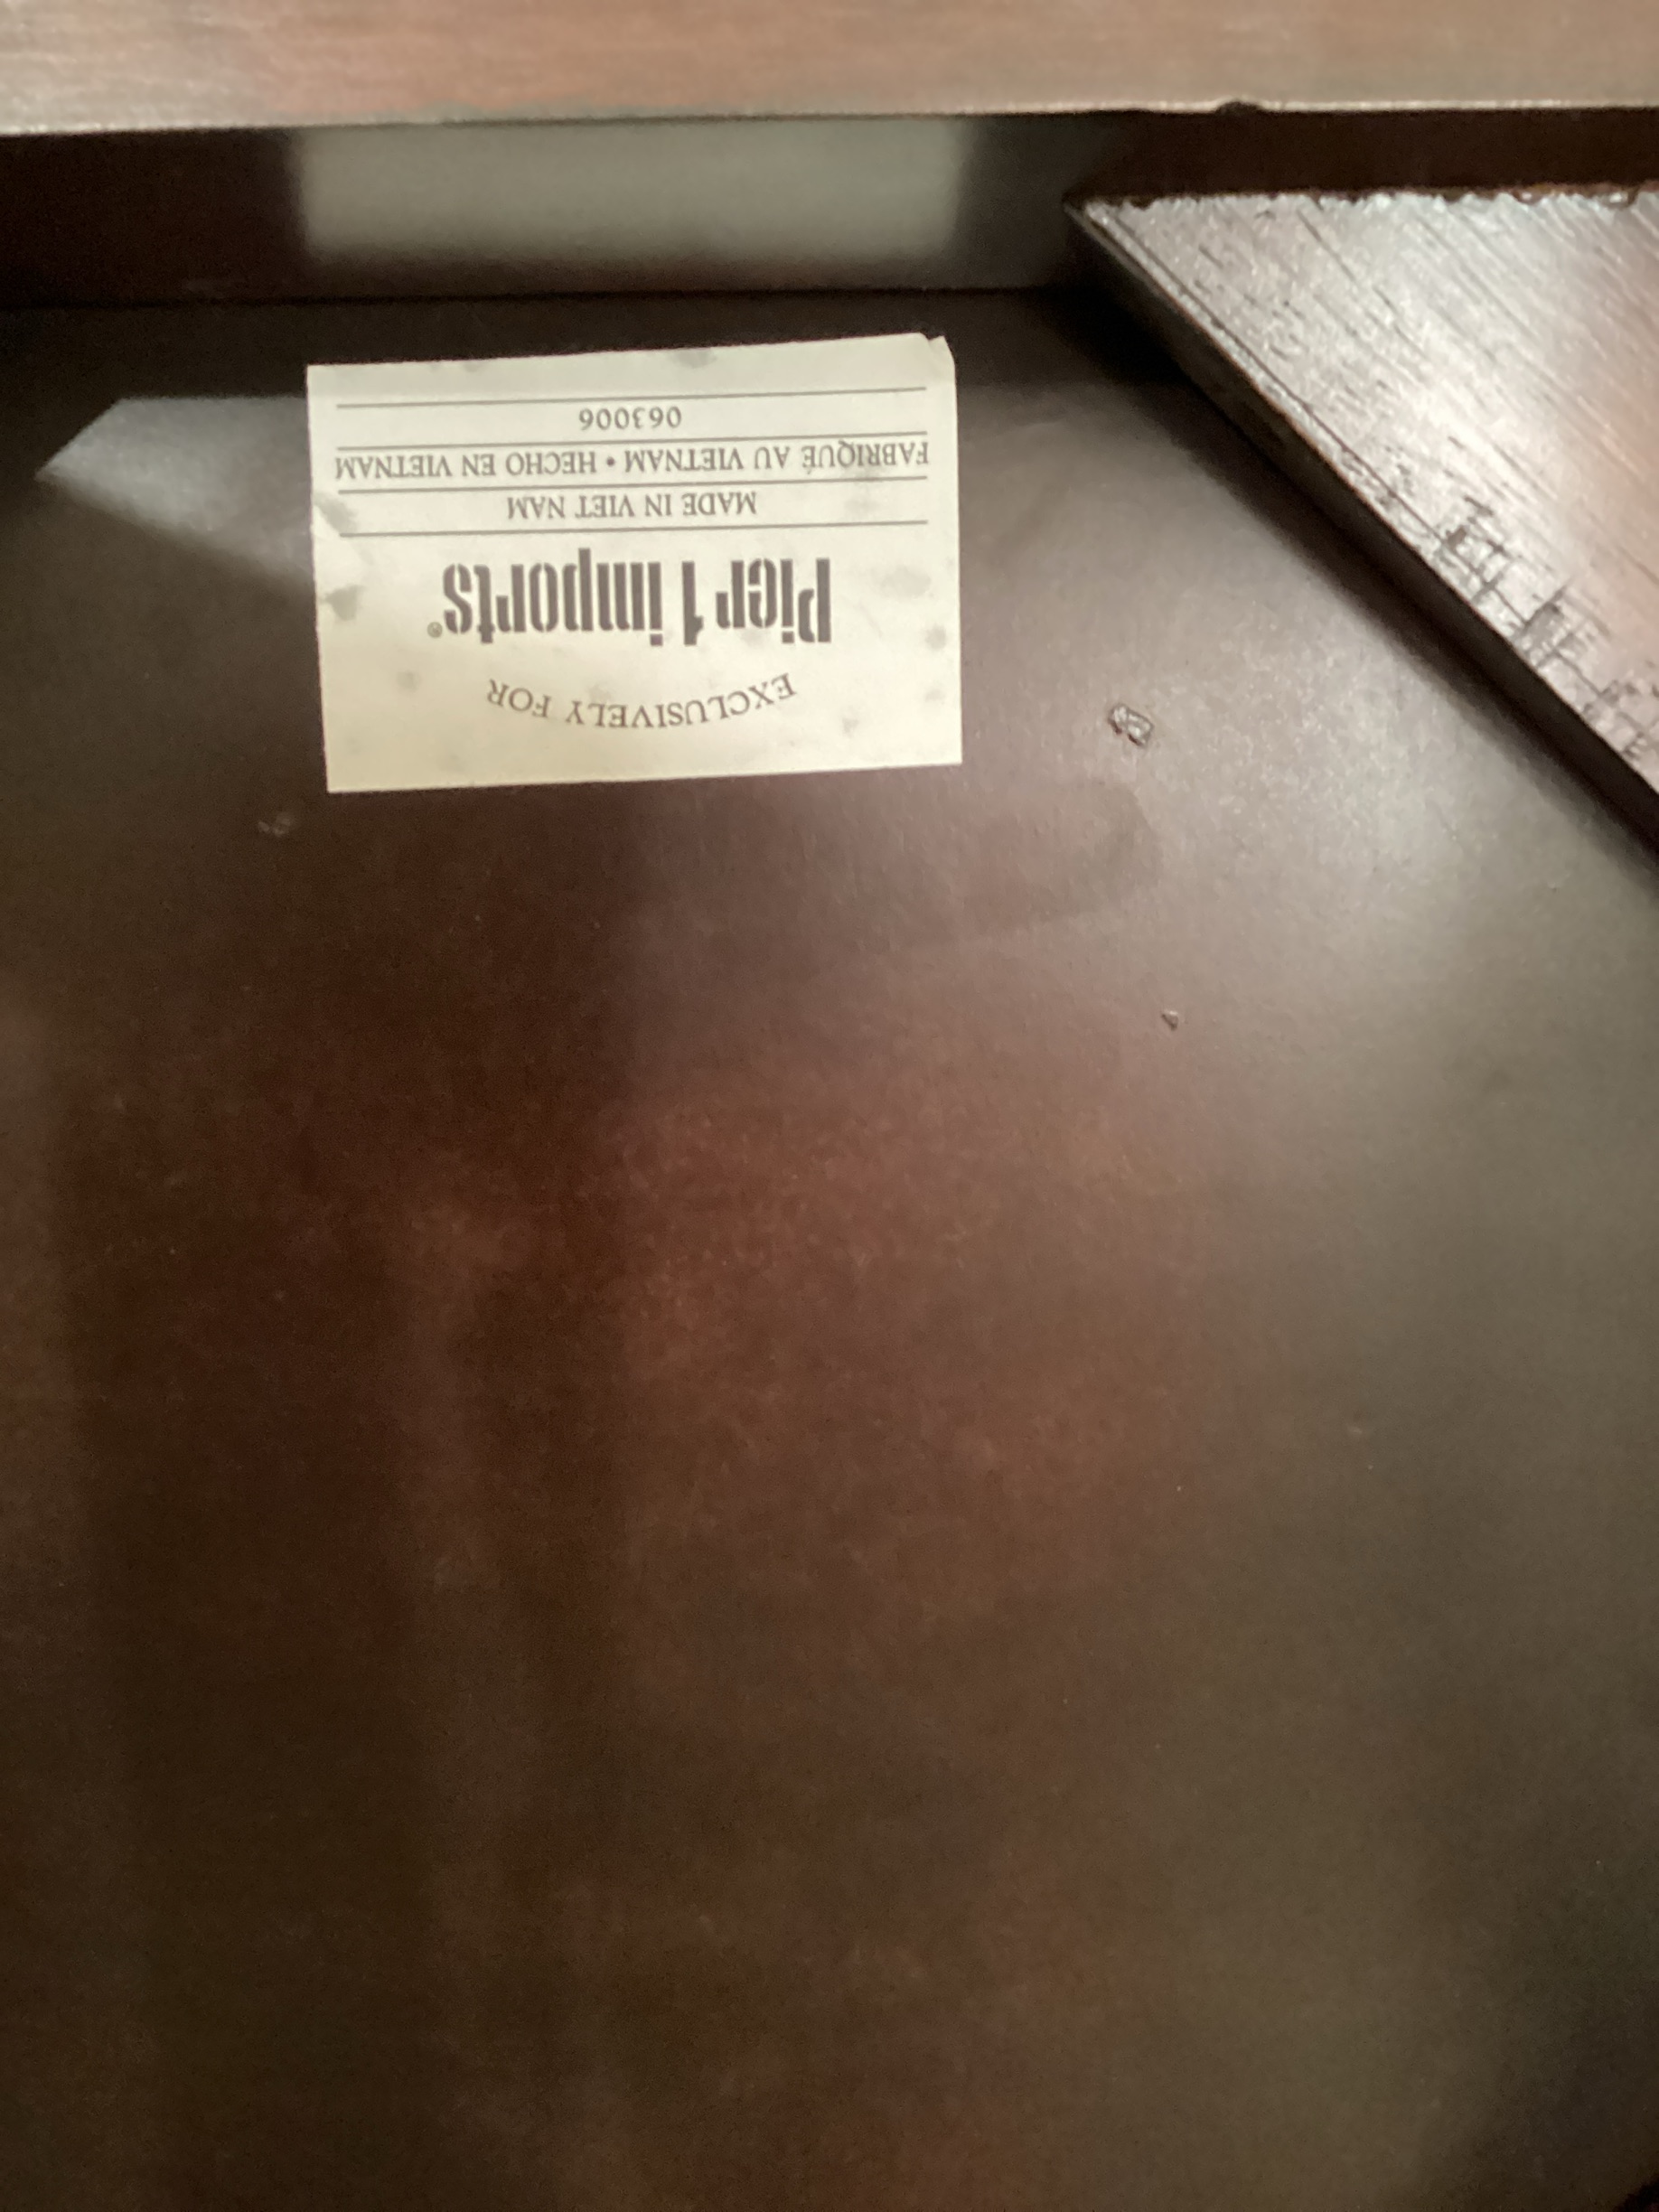 EXCLUSIVELY FOR
Pier 1 imports®
MADE IN VIET NAM
FABRIQUÉ AU VIETNAM • HECHO EN VIETNAM
063006